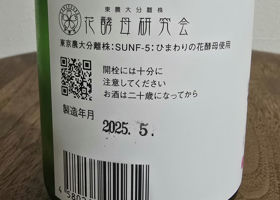 東農大分離株
花酵母研究会
東京農大分離株:SUNF-5:ひまわりの花酵母使用
開栓には十分に
注意してください
お酒は二十歳になってから
製造年月
2025. 5.